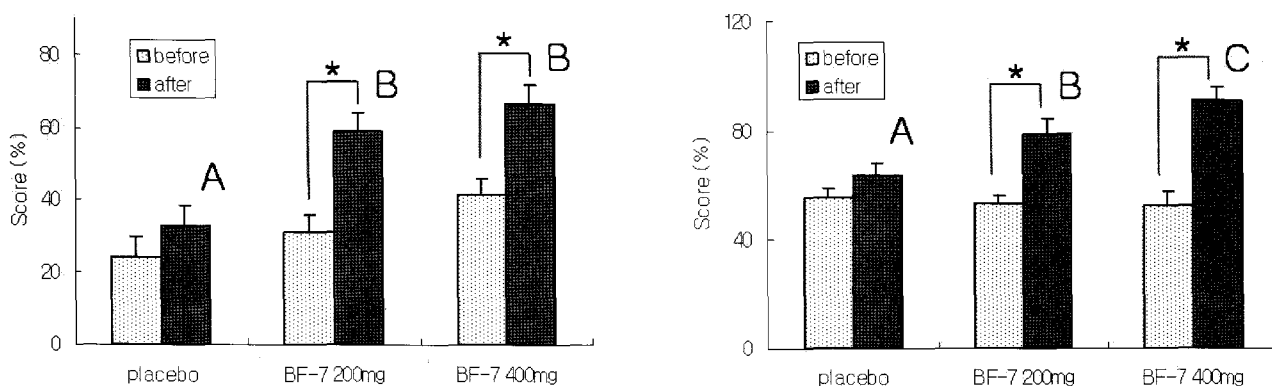 80
60
40
20
0
Score (%)
before
after
A
*
B
*
B
placebo
BF-7 200mg
BF-7 400mg
120
80
40
0
Score (%)
before
after
A
*
B
*
C
placebo
BF-7 200mg
BF-7 400mg